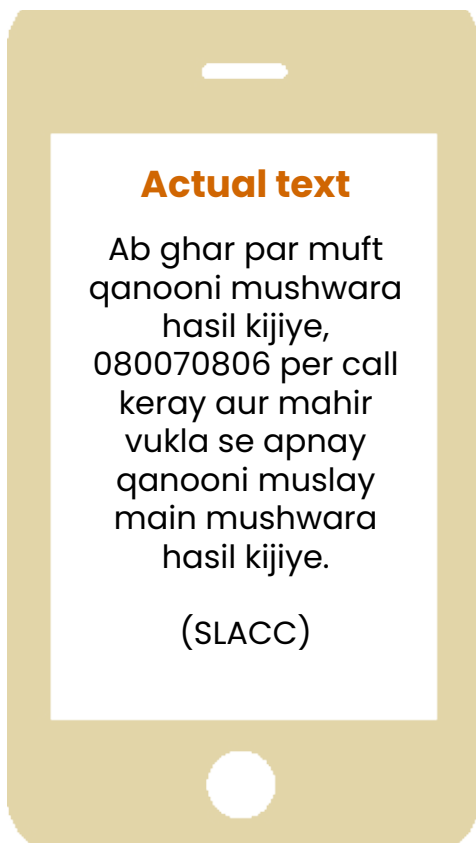 Actual text
Ab ghar par muft
qanooni mushwara
hasil kijiye,
080070806 per call
keray aur mahir
vukla se apnay
qanooni muslay
main mushwara
hasil kijiye.
(SLACC)